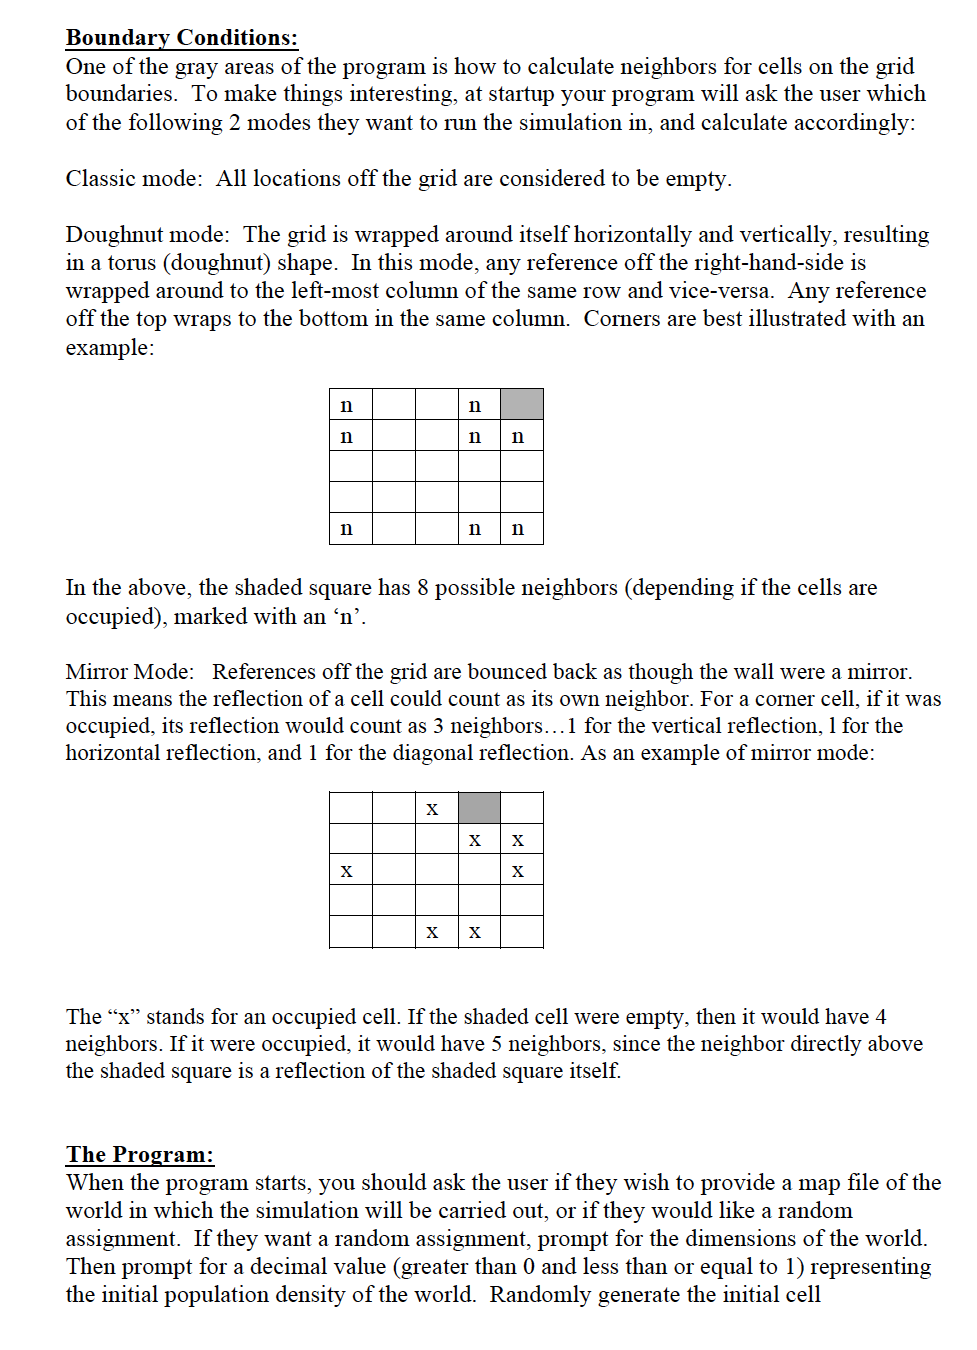 Boundary Conditions:
One of the gray areas of the program is how to calculate neighbors for cells on the grid
boundaries.  To make things interesting, at startup your program will ask the user which
of the following 2 modes they want to run the simulation in, and calculate accordingly:
Classic mode:  All locations off the grid are considered to be empty.
Doughnut mode:  The grid is wrapped around itself horizontally and vertically, resulting
in a torus (doughnut) shape.  In this mode, any reference off the right-hand-side is
wrapped around to the left-most column of the same row and vice-versa.  Any reference
off the top wraps to the bottom in the same column.  Corners are best illustrated with an
example:
n n
n n n
n n n
In the above, the shaded square has 8 possible neighbors (depending if the cells are
occupied), marked with an ‘n’.
Mirror Mode:   References off the grid are bounced back as though the wall were a mirror.
This means the reflection of a cell could count as its own neighbor. For a corner cell, if it was
occupied, its reflection would count as 3 neighbors…1 for the vertical reflection, 1 for the
horizontal reflection, and 1 for the diagonal reflection. As an example of mirror mode:
x
x x
x x
x x
The “x” stands for an occupied cell. If the shaded cell were empty, then it would have 4
neighbors. If it were occupied, it would have 5 neighbors, since the neighbor directly above
the shaded square is a reflection of the shaded square itself.
The Program:
When the program starts, you should ask the user if they wish to provide a map file of the
world in which the simulation will be carried out, or if they would like a random
assignment.  If they want a random assignment, prompt for the dimensions of the world.
Then prompt for a decimal value (greater than 0 and less than or equal to 1) representing
the initial population density of the world.  Randomly generate the initial cell